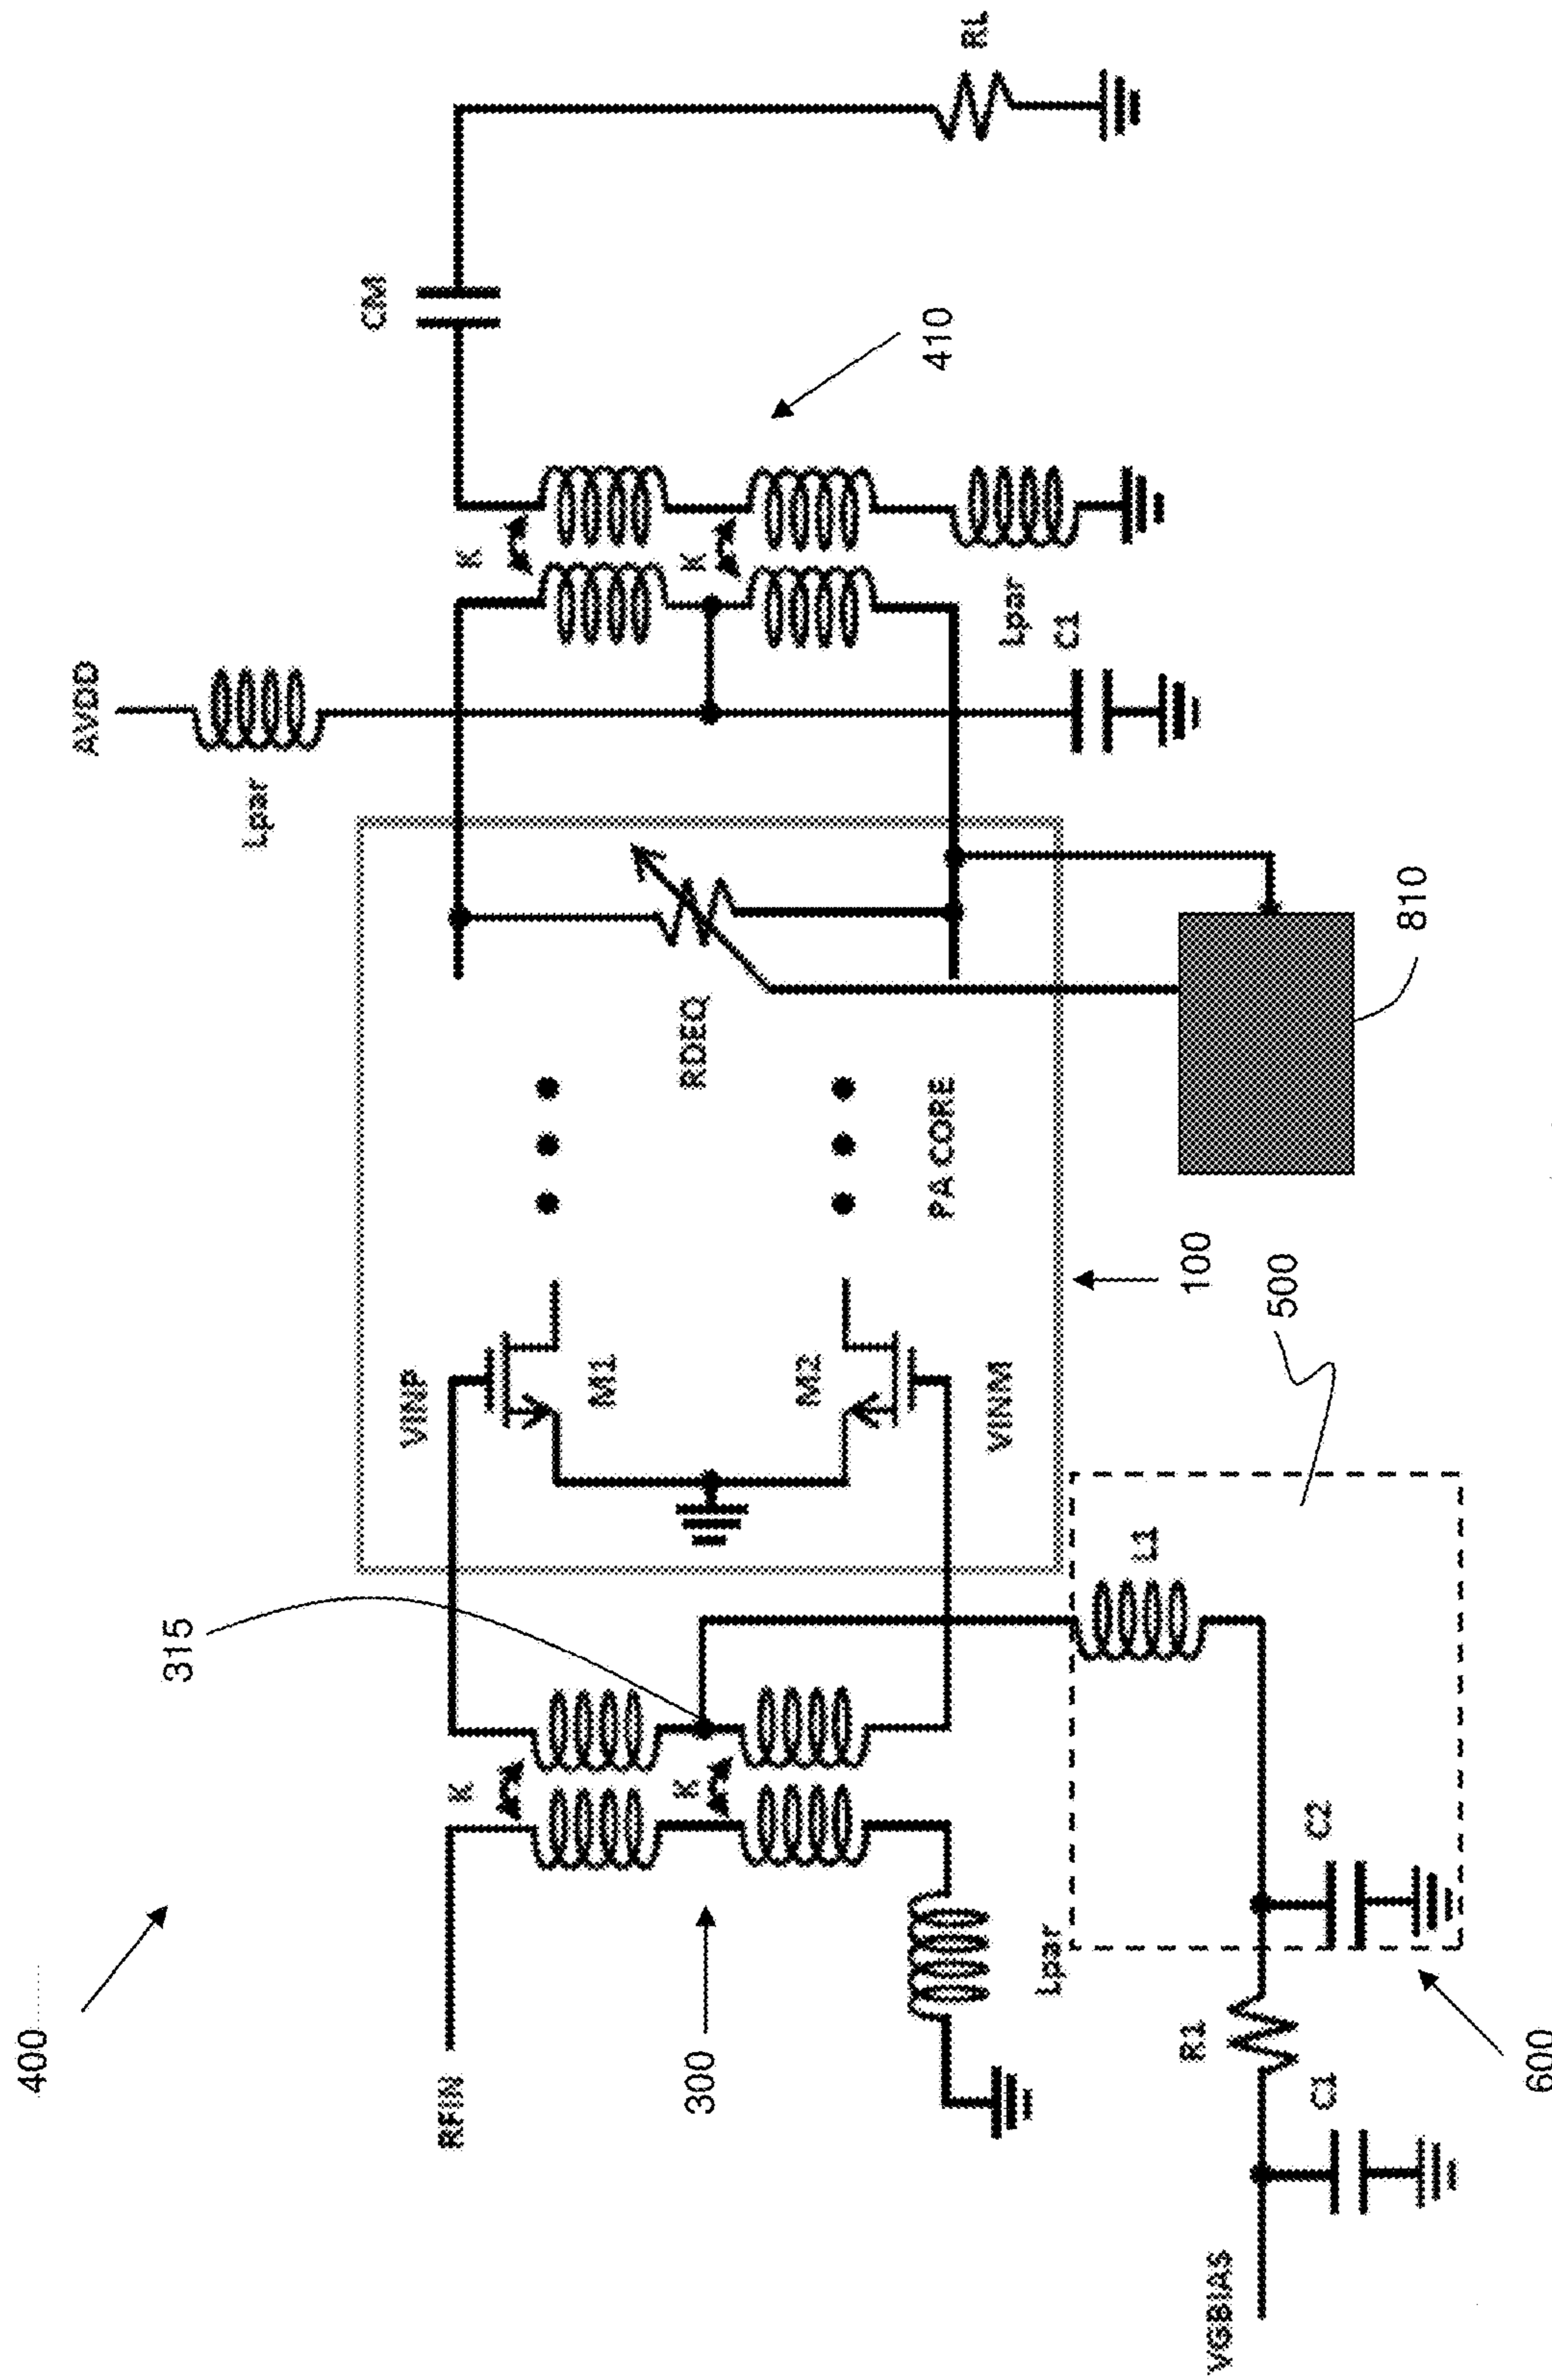 400
315
AVDD
Lpar
CM
RFIN
K
VINP
K
300
K
M1
RDEQ
K
410
RL
M2
Lpar
VINM
PA CORE
Lpar
C1
L1
100
500
810
VGBIAS
R1
C1
C2
600